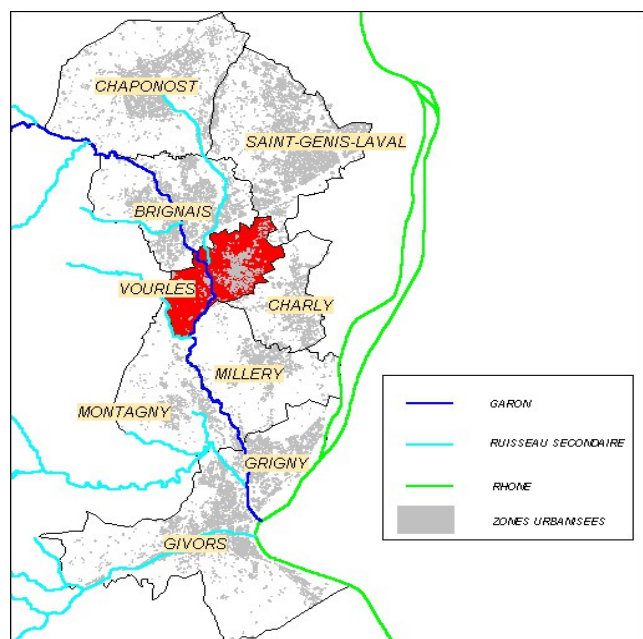 CHAPONOST
SAINT-GENIS-LAVAL
BRIGNAIS
VOURLES
CHARLY
MILLERY
MONTAGNY
GRIGNY
GIVORS
GARON
RUISSEAU SECONDAIRE
RHONE
ZONES URBANISEES